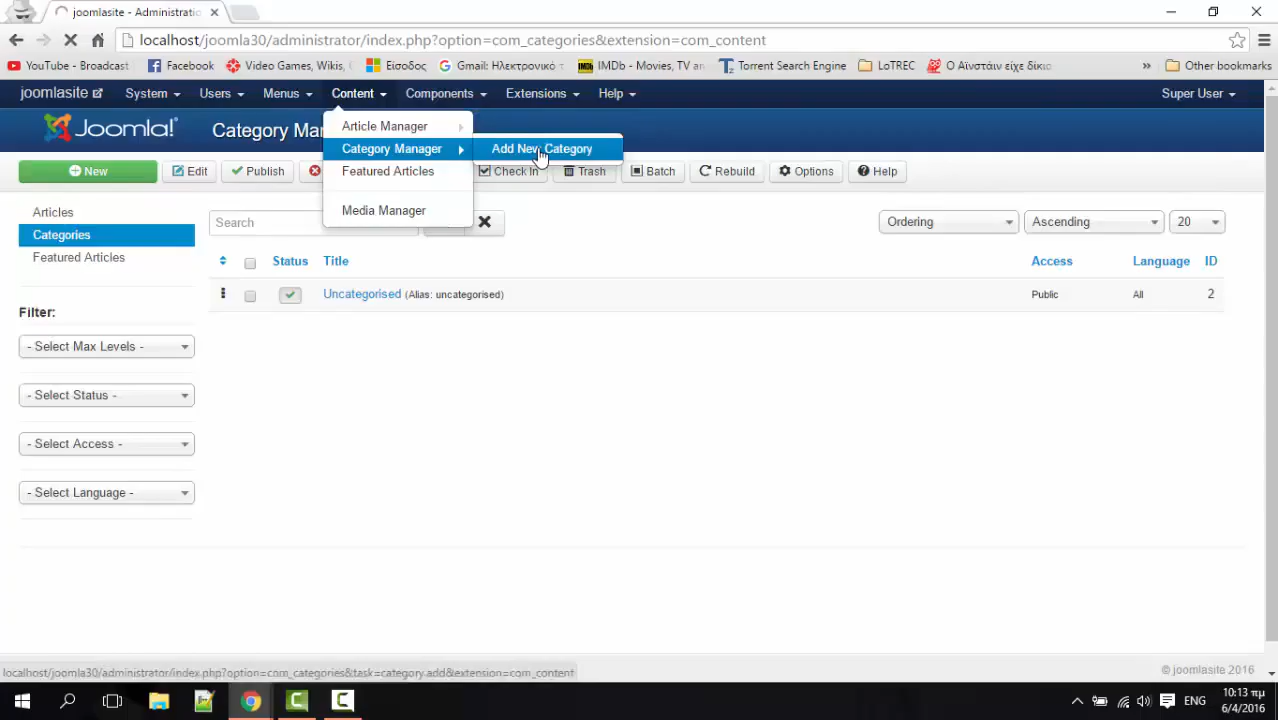 joomlasite - Administratio
localhost/joomla30/administrator/index.php?option=com_categories&extension=com_content
YouTube - Broadcast Facebook Video Games, Wikis, Είσοδος Gmail: Ηλεκτρονικό τ IMDb - Movies, TV an Torrent Search Engine LoTREC Ο Αϊνστάιν είχε δίκιο » Other bookmarks
joomlasite System Users Menus Content Components Extensions Help Super User
Joomla! Category Ma
Article Manager
Category Manager Add New Category
Featured Articles
Media Manager
New Edit Publish Check In Trash Batch Rebuild Options Help
Articles
Categories
Featured Articles
Search Ordering Ascending 20
Status Title Access Language ID
Uncategorised (Alias: uncategorised) Public All 2
Filter:
- Select Max Levels -
- Select Status -
- Select Access -
- Select Language -
localhost/joomla30/administrator/index.php?option=com_categories&task=category.add&extension=com_content
© joomlasite 2016
ΕΝG 10:13 πμ
6/4/2016